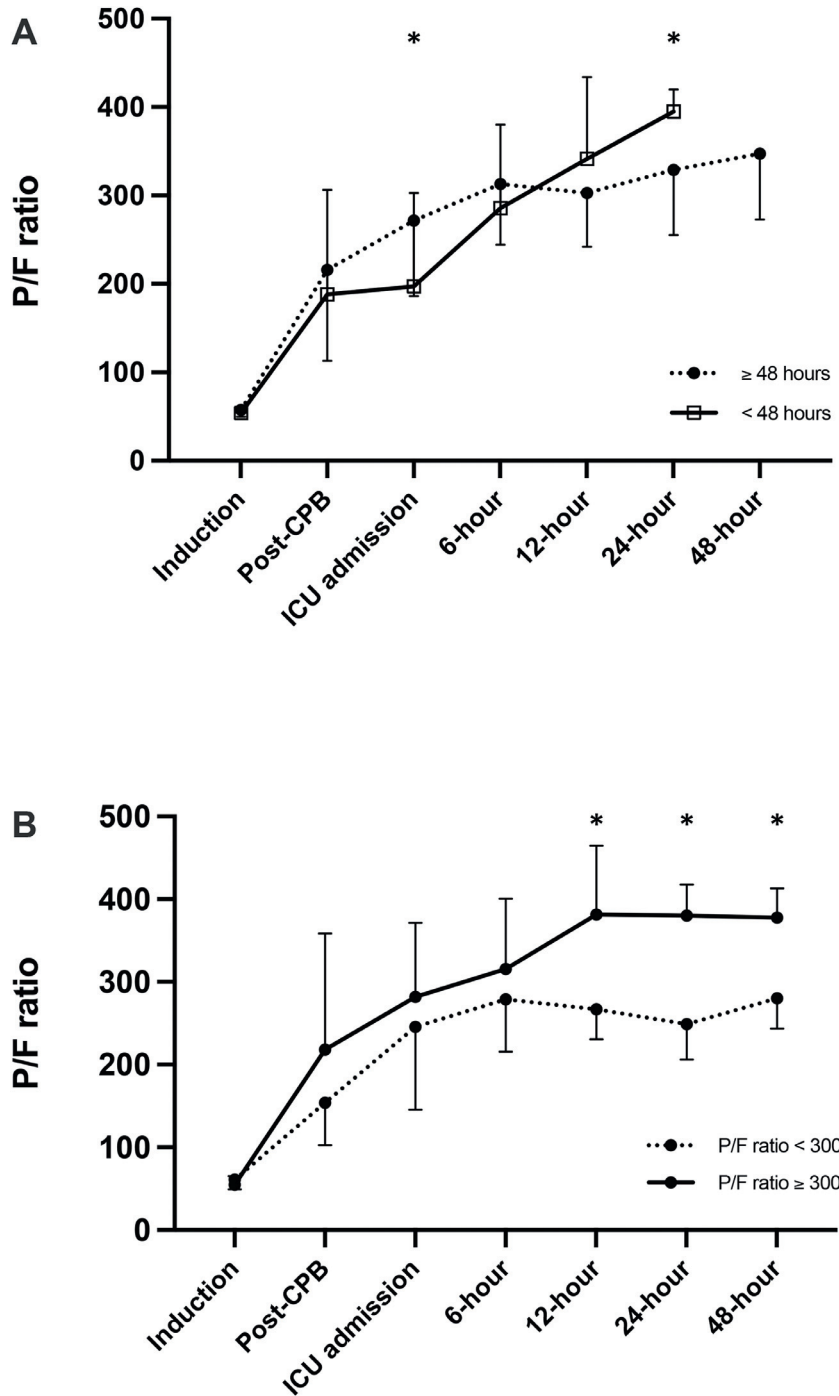 A
500
400
300
200
100
0
P/F ratio
*
*
≥ 48 hours
< 48 hours
Induction
Post-CPB
ICU admission
6-hour
12-hour
24-hour
48-hour
B
500
400
300
200
100
0
P/F ratio
*
*
*
P/F ratio < 300
P/F ratio ≥ 300
Induction
Post-CPB
ICU admission
6-hour
12-hour
24-hour
48-hour